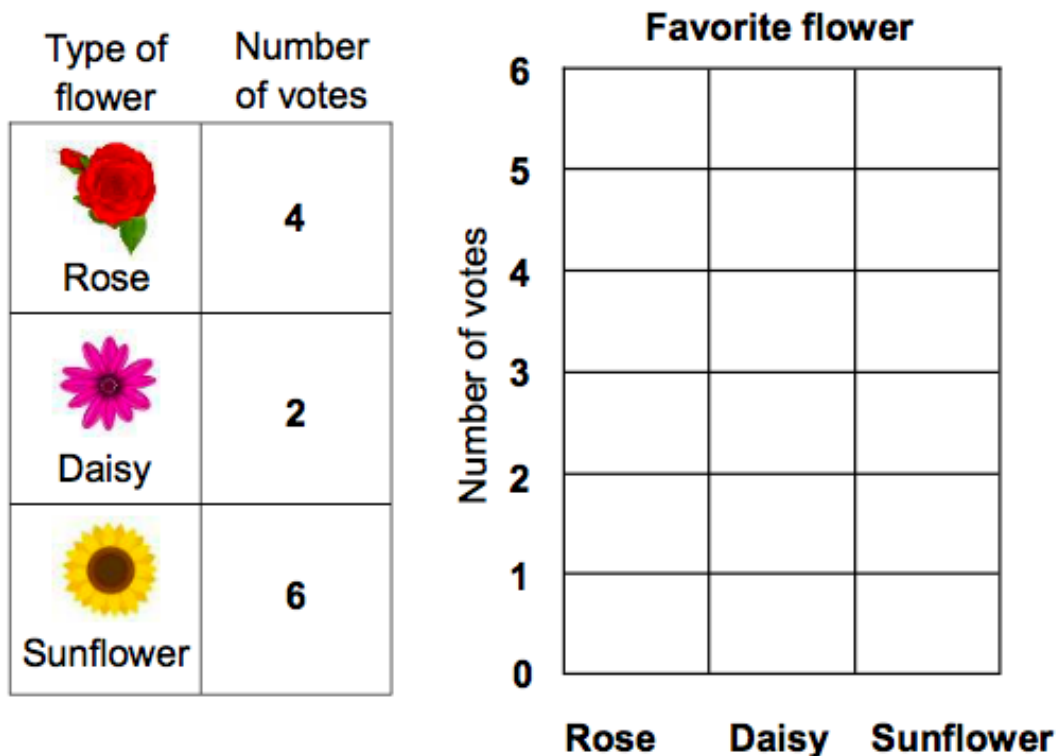 Type of
flower
Number
of votes
Rose
4
Daisy
2
Sunflower
6
Favorite flower
Number of votes
6
5
4
3
2
1
0
Rose Daisy Sunflower